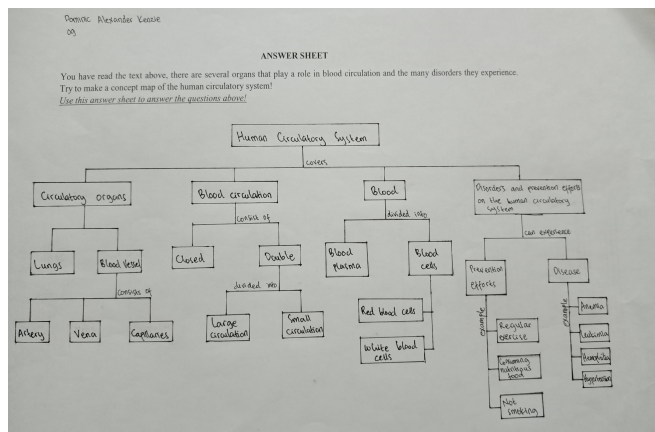 Dominic Alexander Kenzie
09
ANSWER SHEET
You have read the text above, there are several organs that play a role in blood circulation and the many disorders they experience.
Try to make a concept map of the human circulatory system!
Use this answer sheet to answer the questions above!
Human Circulatory System
covers
Circulatory organs
Blood circulation
Blood
Disorders and prevention efforts
on the human circulatory
system
consist of
divided into
can experience
Lungs
Blood Vessel
Closed
Double
Blood
plasma
Blood
cells
Prevention
efforts
Disease
consists of
divided into
example
example
Artery
Vena
Capillaries
Large
circulation
Small
circulation
Red blood cells
White blood
cells
Regular
exercise
Consuming
nutritious
food
Not
smoking
Anemia
Leukimia
Hemofilia
Hypertension